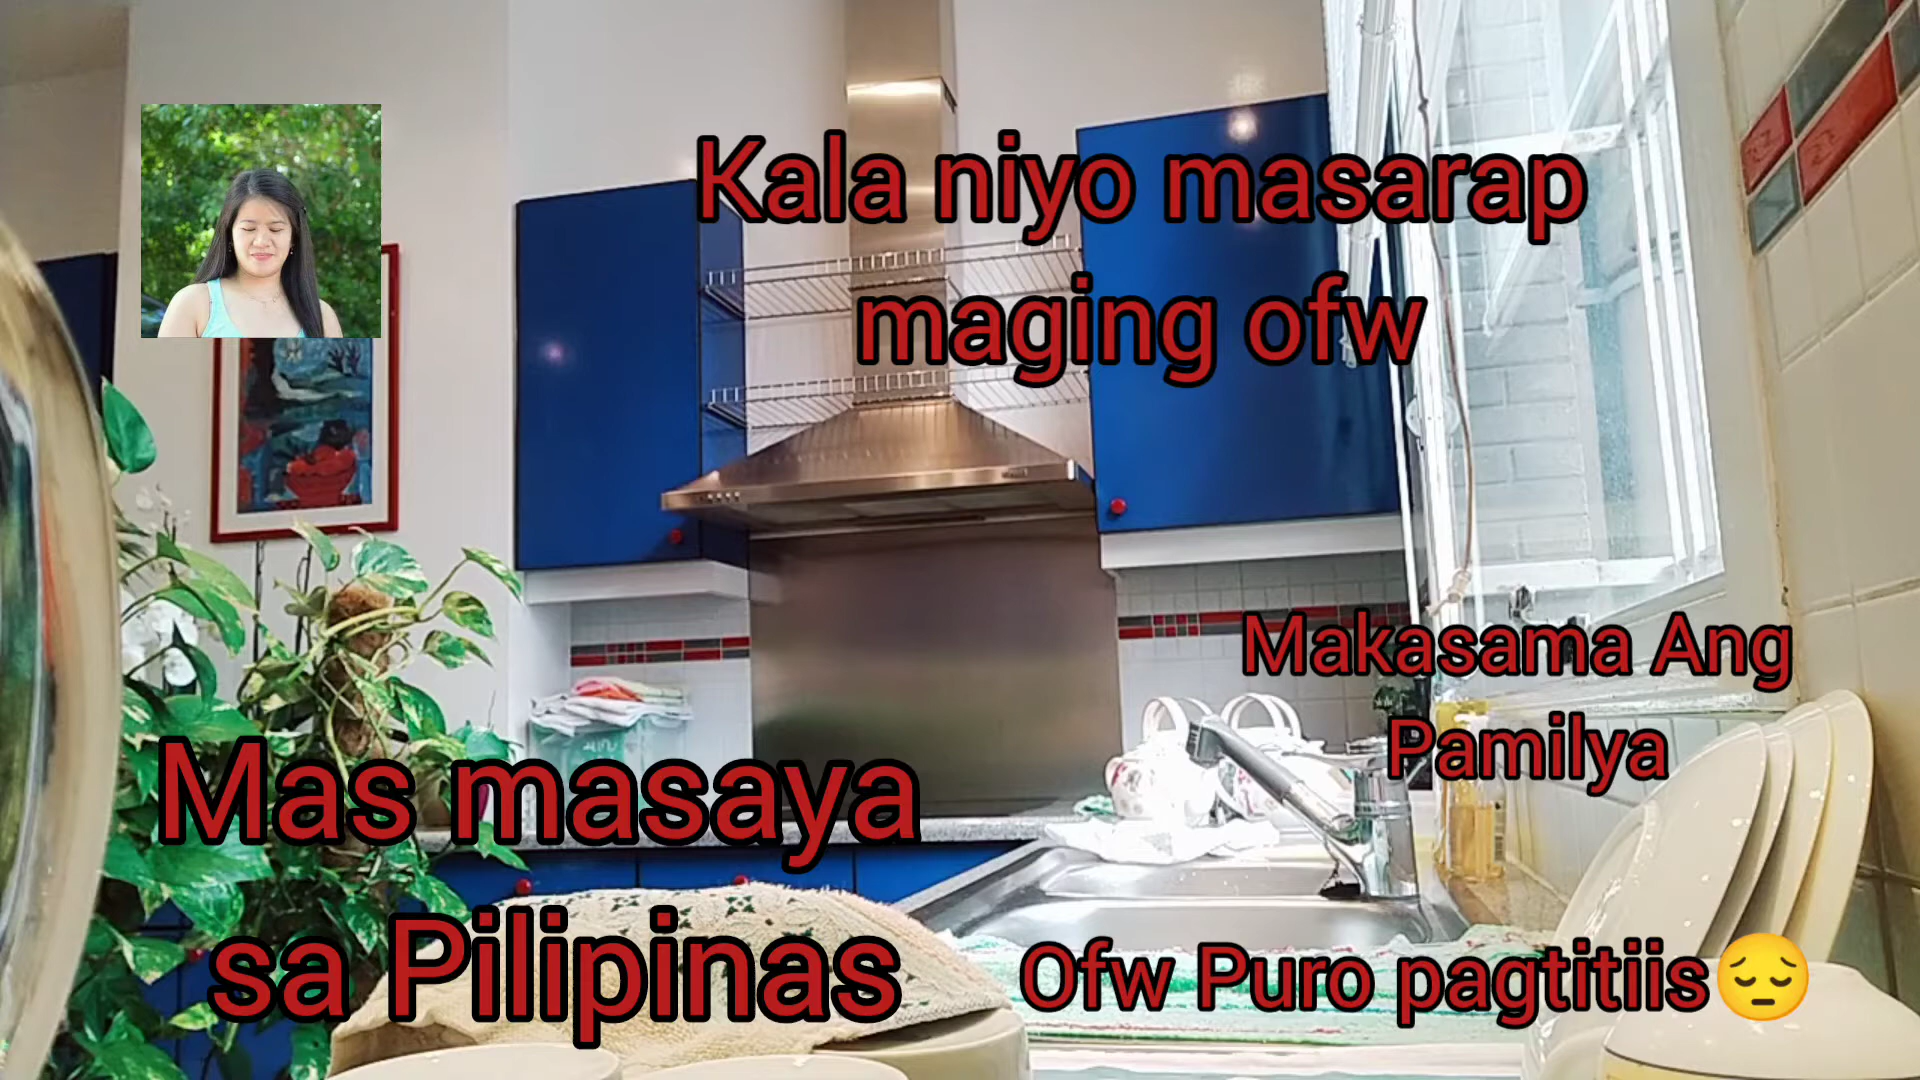 Kala niyo masarap
maging ofw
Makasama Ang
Pamilya
Mas masaya
sa Pilipinas
Ofw Puro pagtitiis😔